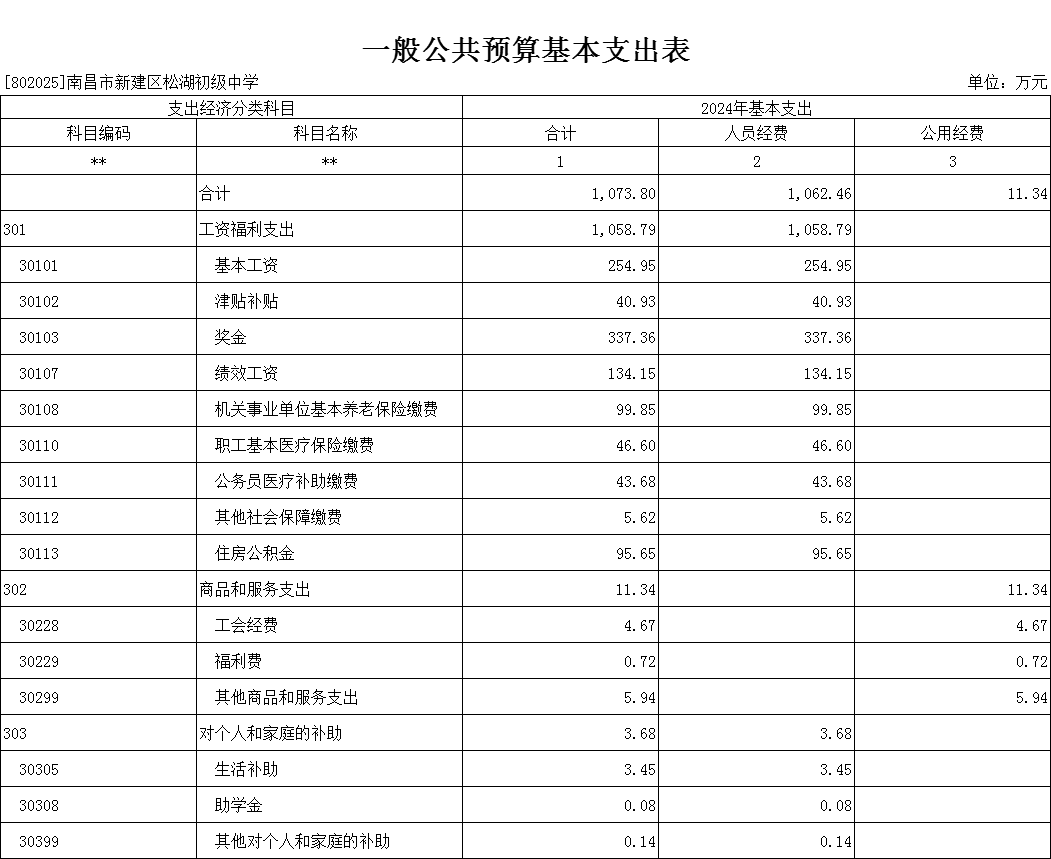 一般公共预算基本支出表
[802025]南昌市新建区松湖初级中学 单位：万元
支出经济分类科目 2024年基本支出
科目编码 科目名称 合计 人员经费 公用经费
** ** 1 2 3
合计 1,073.80 1,062.46 11.34
301 工资福利支出 1,058.79 1,058.79
30101 基本工资 254.95 254.95
30102 津贴补贴 40.93 40.93
30103 奖金 337.36 337.36
30107 绩效工资 134.15 134.15
30108 机关事业单位基本养老保险缴费 99.85 99.85
30110 职工基本医疗保险缴费 46.60 46.60
30111 公务员医疗补助缴费 43.68 43.68
30112 其他社会保障缴费 5.62 5.62
30113 住房公积金 95.65 95.65
302 商品和服务支出 11.34 11.34
30228 工会经费 4.67 4.67
30229 福利费 0.72 0.72
30299 其他商品和服务支出 5.94 5.94
303 对个人和家庭的补助 3.68 3.68
30305 生活补助 3.45 3.45
30308 助学金 0.08 0.08
30399 其他对个人和家庭的补助 0.14 0.14